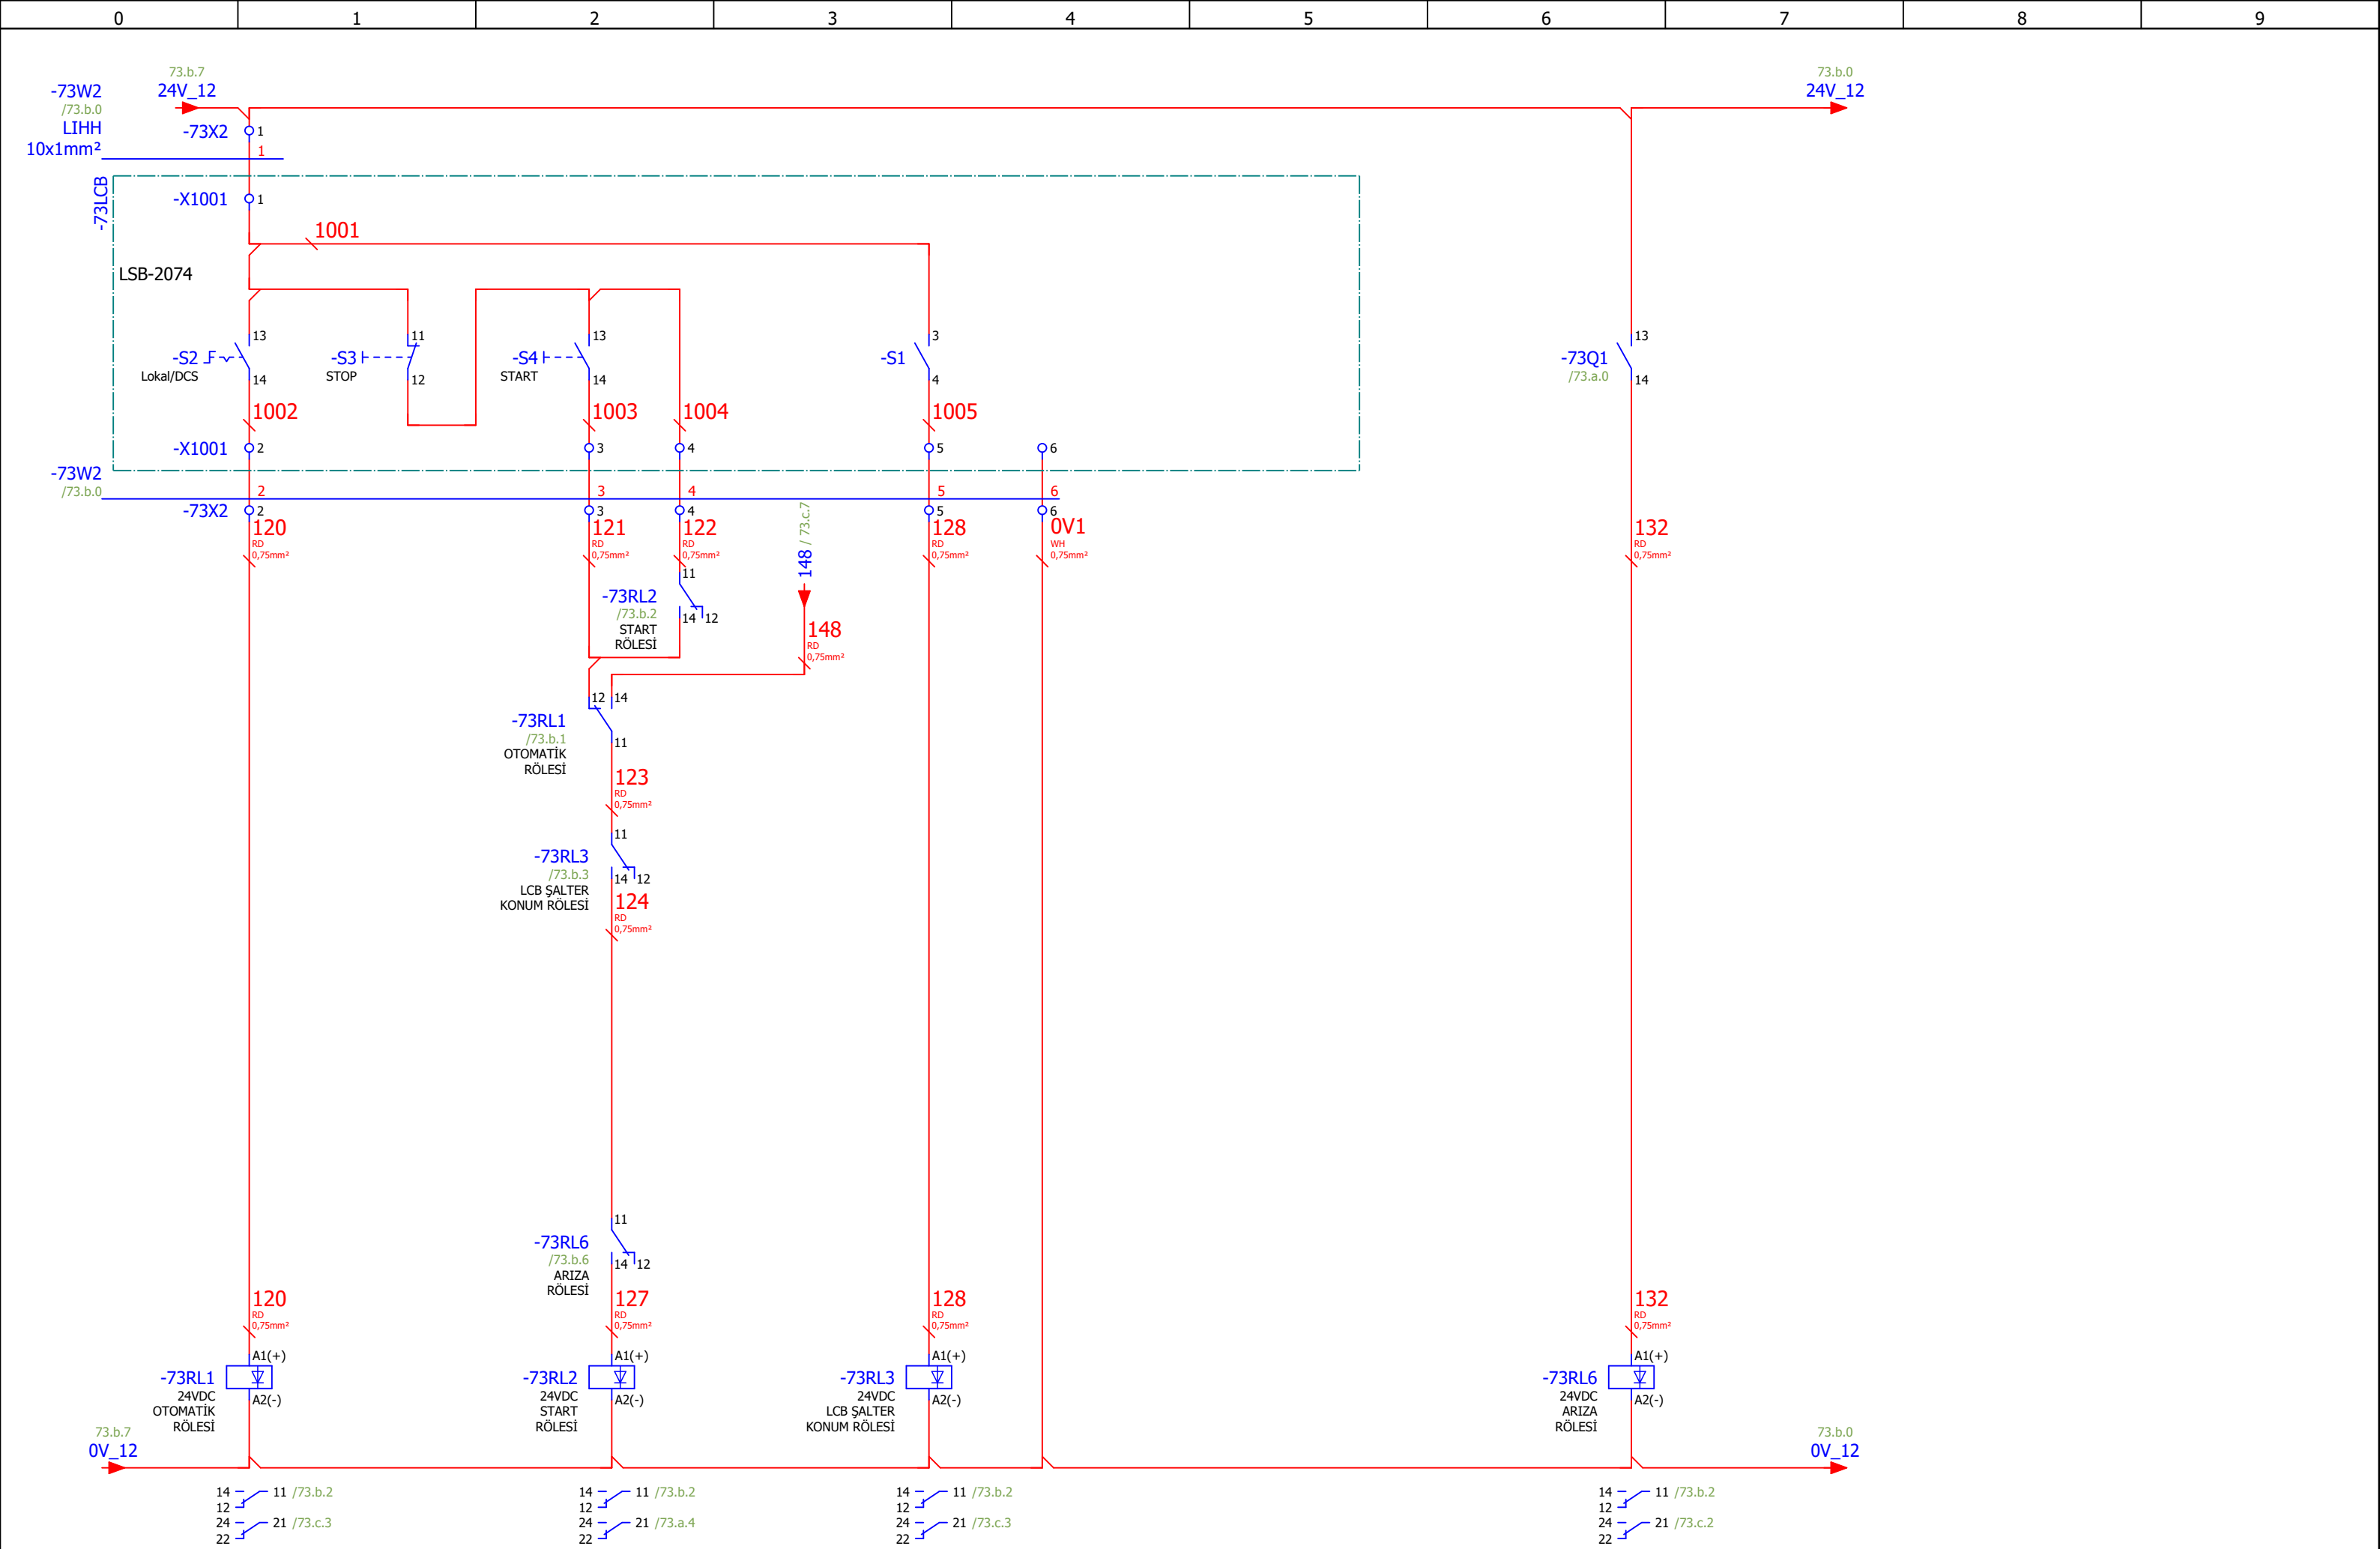 0 1 2 3 4 5 6 7 8 9
73.b.7
24V_12
73.b.0
24V_12
-73W2
/73.b.0
LIHH
10x1mm²
-73X2 1
1
-73LCB
-X1001 1
1001
LSB-2074
13 11 13 3 13
-S2 -S3 -S4 -S1 -73Q1
Lokal/DCS STOP START /73.a.0
14 12 14 4 14
1002 1003 1004 1005
-X1001 2 3 4 5 6
-73W2
/73.b.0
2 3 4 5 6
-73X2 2 3 4 5 6
120 121 122 128 0V1 132
RD RD RD RD WH RD
0,75mm² 0,75mm² 0,75mm² 0,75mm² 0,75mm² 0,75mm²
148 / 73.c.7
11
-73RL2
/73.b.2
14 12
START
RÖLESİ
148
RD
0,75mm²
12 14
-73RL1
/73.b.1
11
OTOMATİK
RÖLESİ
123
RD
0,75mm²
11
-73RL3
/73.b.3
14 12
LCB ŞALTER
KONUM RÖLESİ
124
RD
0,75mm²
11
-73RL6
/73.b.6
14 12
ARIZA
RÖLESİ
120 127 128 132
RD RD RD RD
0,75mm² 0,75mm² 0,75mm² 0,75mm²
A1(+) A1(+) A1(+) A1(+)
-73RL1 -73RL2 -73RL3 -73RL6
24VDC 24VDC 24VDC 24VDC
A2(-) A2(-) A2(-) A2(-)
OTOMATİK START LCB ŞALTER ARIZA
RÖLESİ RÖLESİ KONUM RÖLESİ RÖLESİ
73.b.7
0V_12
73.b.0
0V_12
14 11 /73.b.2 14 11 /73.b.2 14 11 /73.b.2 14 11 /73.b.2
12 12 12 12
24 21 /73.c.3 24 21 /73.a.4 24 21 /73.c.3 24 21 /73.c.2
22 22 22 22